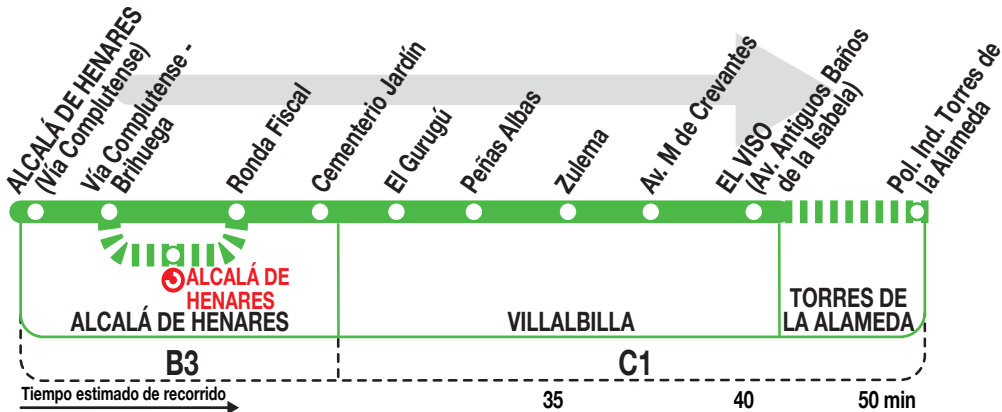 ALCALÁ DE HENARES
(Vía Complutense)
Vía Complutense -
Brihuega
Ronda Fiscal
Cementerio Jardín
El Gurugú
Peñas Albas
Zulema
Av. M de Crevantes
EL VISO
(Av. Antiguos Baños
de la Isabela)
Pol. Ind. Torres de
la Alameda
ALCALÁ DE
HENARES
ALCALÁ DE HENARES
VILLALBILLA
TORRES DE
LA ALAMEDA
B3
C1
Tiempo estimado de recorrido
35
40
50 min